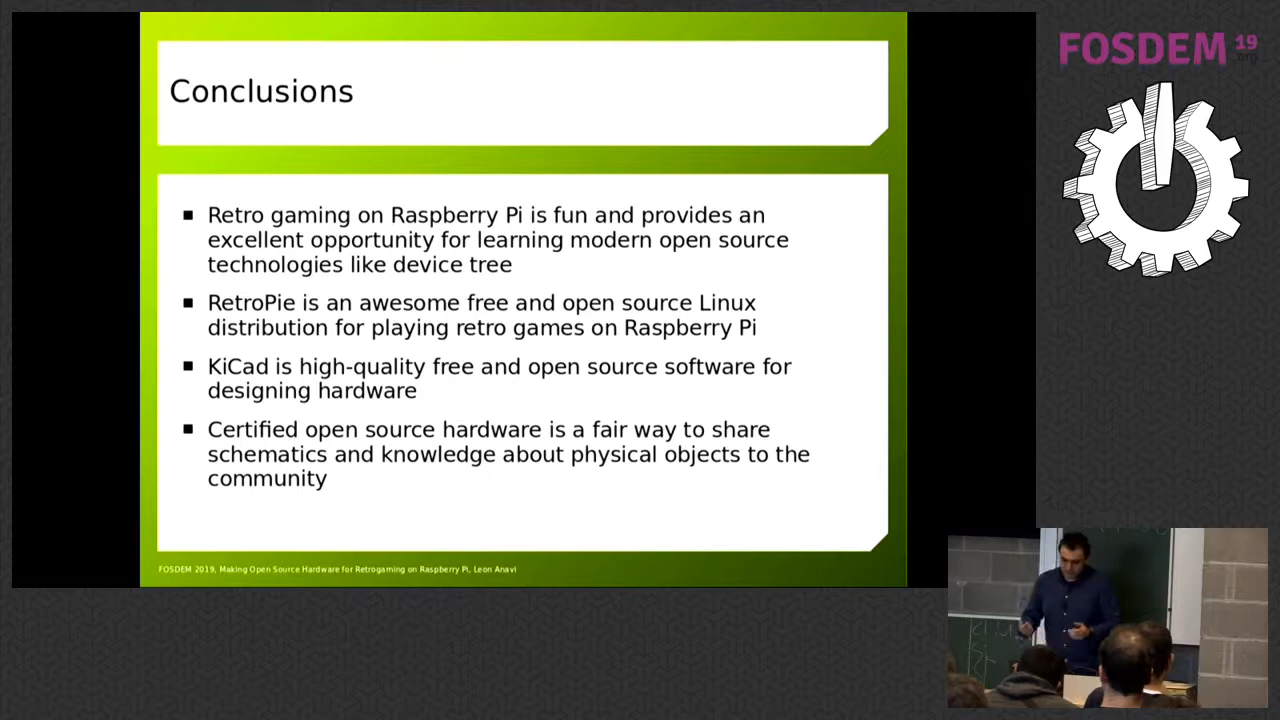 Conclusions
■ Retro gaming on Raspberry Pi is fun and provides an
excellent opportunity for learning modern open source
technologies like device tree
■ RetroPie is an awesome free and open source Linux
distribution for playing retro games on Raspberry Pi
■ KiCad is high-quality free and open source software for
designing hardware
■ Certified open source hardware is a fair way to share
schematics and knowledge about physical objects to the
community
FOSDEM 2019, Making Open Source Hardware for Retrogaming on Raspberry Pi, Leon Anavi
FOSDEM 19
.org